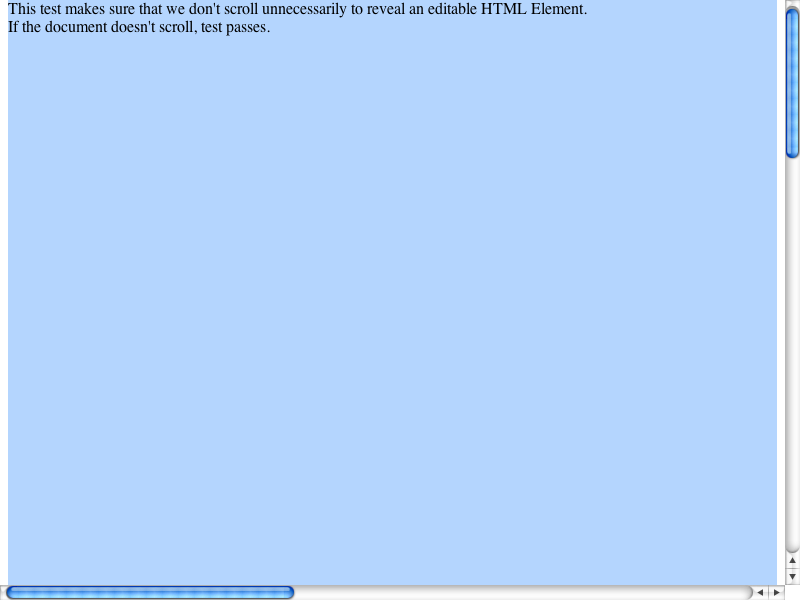 This test makes sure that we don't scroll unnecessarily to reveal an editable HTML Element.
If the document doesn't scroll, test passes.